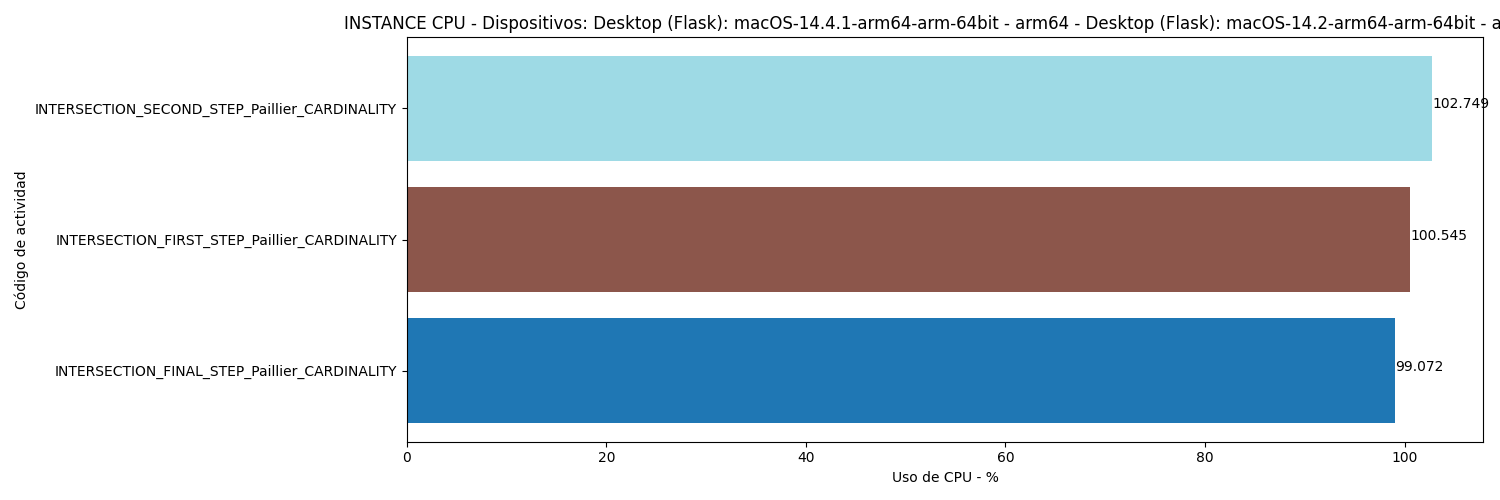 INSTANCE CPU - Dispositivos: Desktop (Flask): macOS-14.4.1-arm64-arm-64bit - arm64 - Desktop (Flask): macOS-14.2-arm64-arm-64bit - a
INTERSECTION_SECOND_STEP_Paillier_CARDINALITY
102.749
INTERSECTION_FIRST_STEP_Paillier_CARDINALITY
100.545
INTERSECTION_FINAL_STEP_Paillier_CARDINALITY
99.072
Código de actividad
0 20 40 60 80 100
Uso de CPU - %